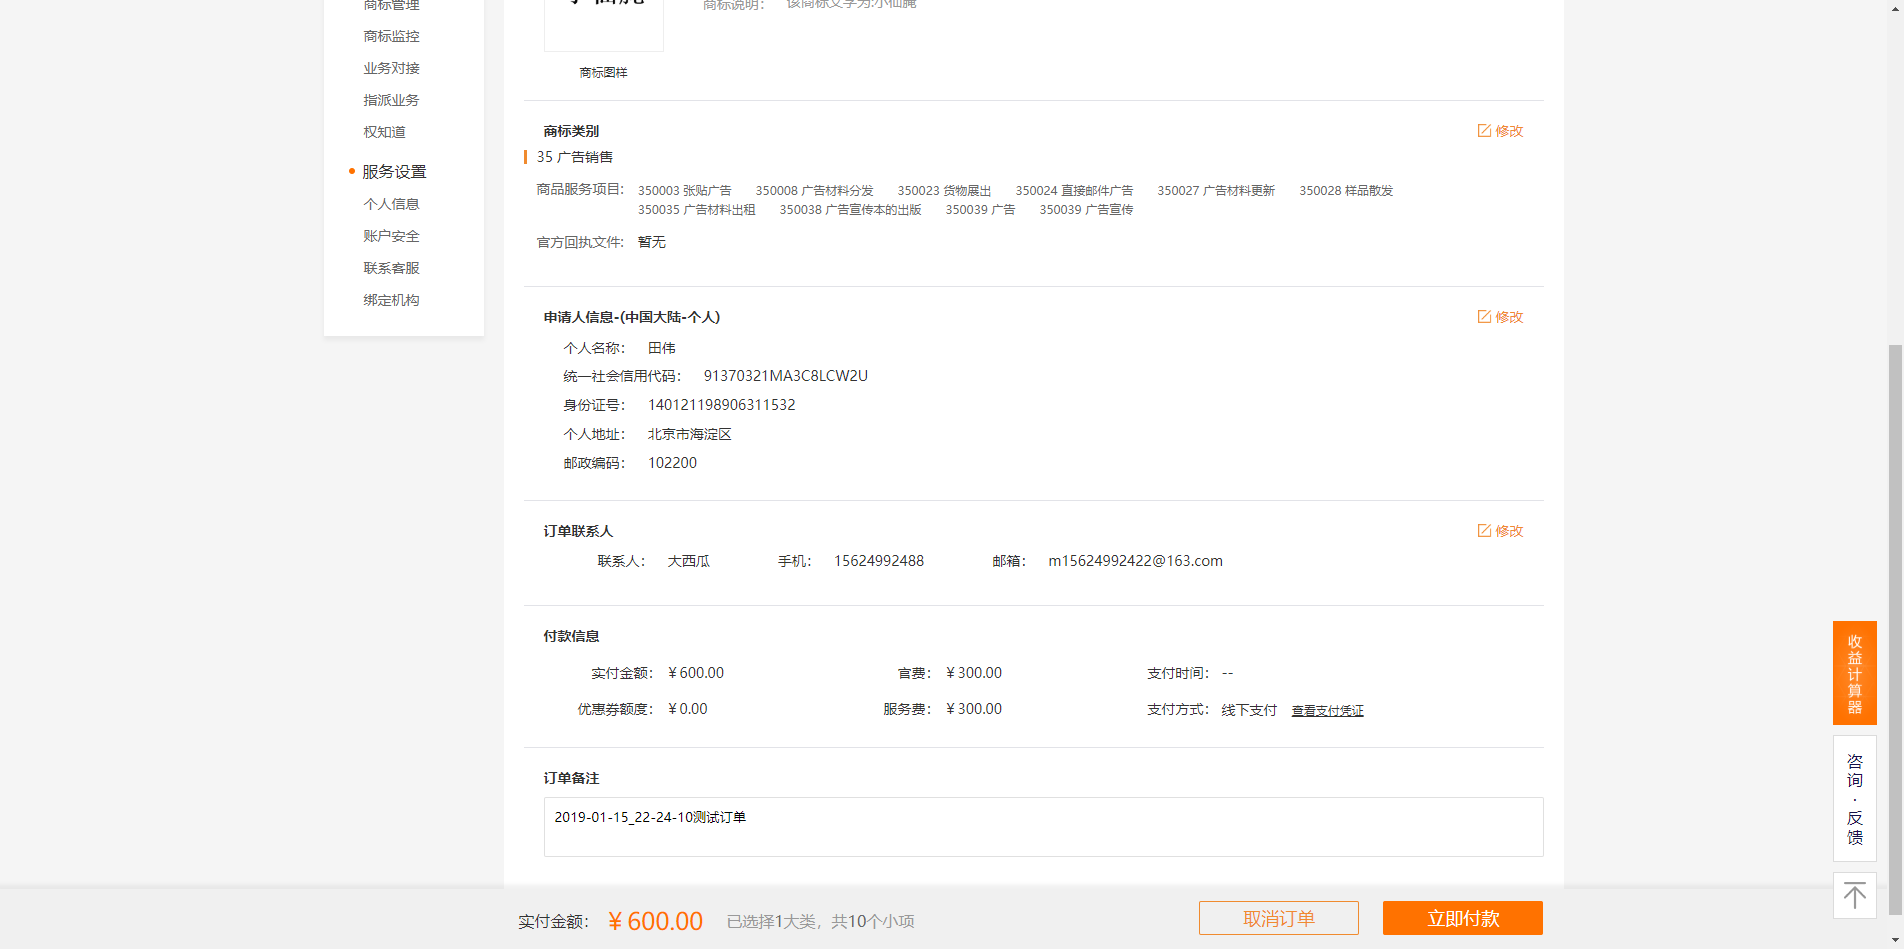 商标管理
商标监控
业务对接
指派业务
权知道
服务设置
个人信息
账户安全
联系客服
绑定机构
商标说明： 该商标文字为:小仙腌
商标图样
商标类别 修改
35 广告销售
商品服务项目: 350003 张贴广告 350008 广告材料分发 350023 货物展出 350024 直接邮件广告 350027 广告材料更新 350028 样品散发
350035 广告材料出租 350038 广告宣传本的出版 350039 广告 350039 广告宣传
官方回执文件: 暂无
申请人信息-(中国大陆-个人) 修改
个人名称： 田伟
统一社会信用代码： 91370321MA3C8LCW2U
身份证号： 140121198906311532
个人地址： 北京市海淀区
邮政编码： 102200
订单联系人 修改
联系人： 大西瓜 手机： 15624992488 邮箱： m15624992422@163.com
付款信息
实付金额： ¥600.00 官费： ¥300.00 支付时间： --
优惠券额度： ¥0.00 服务费： ¥300.00 支付方式： 线下支付 查看支付凭证
订单备注
2019-01-15_22-24-10测试订单
实付金额： ¥600.00 已选择1大类，共10个小项 取消订单 立即付款
收益计算器
咨询·反馈